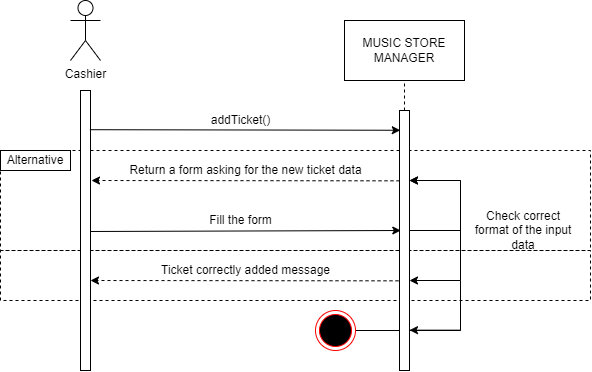 MUSIC STORE
MANAGER
Cashier
addTicket()
Alternative
Return a form asking for the new ticket data
Fill the form
Check correct
format of the input
data
Ticket correctly added message